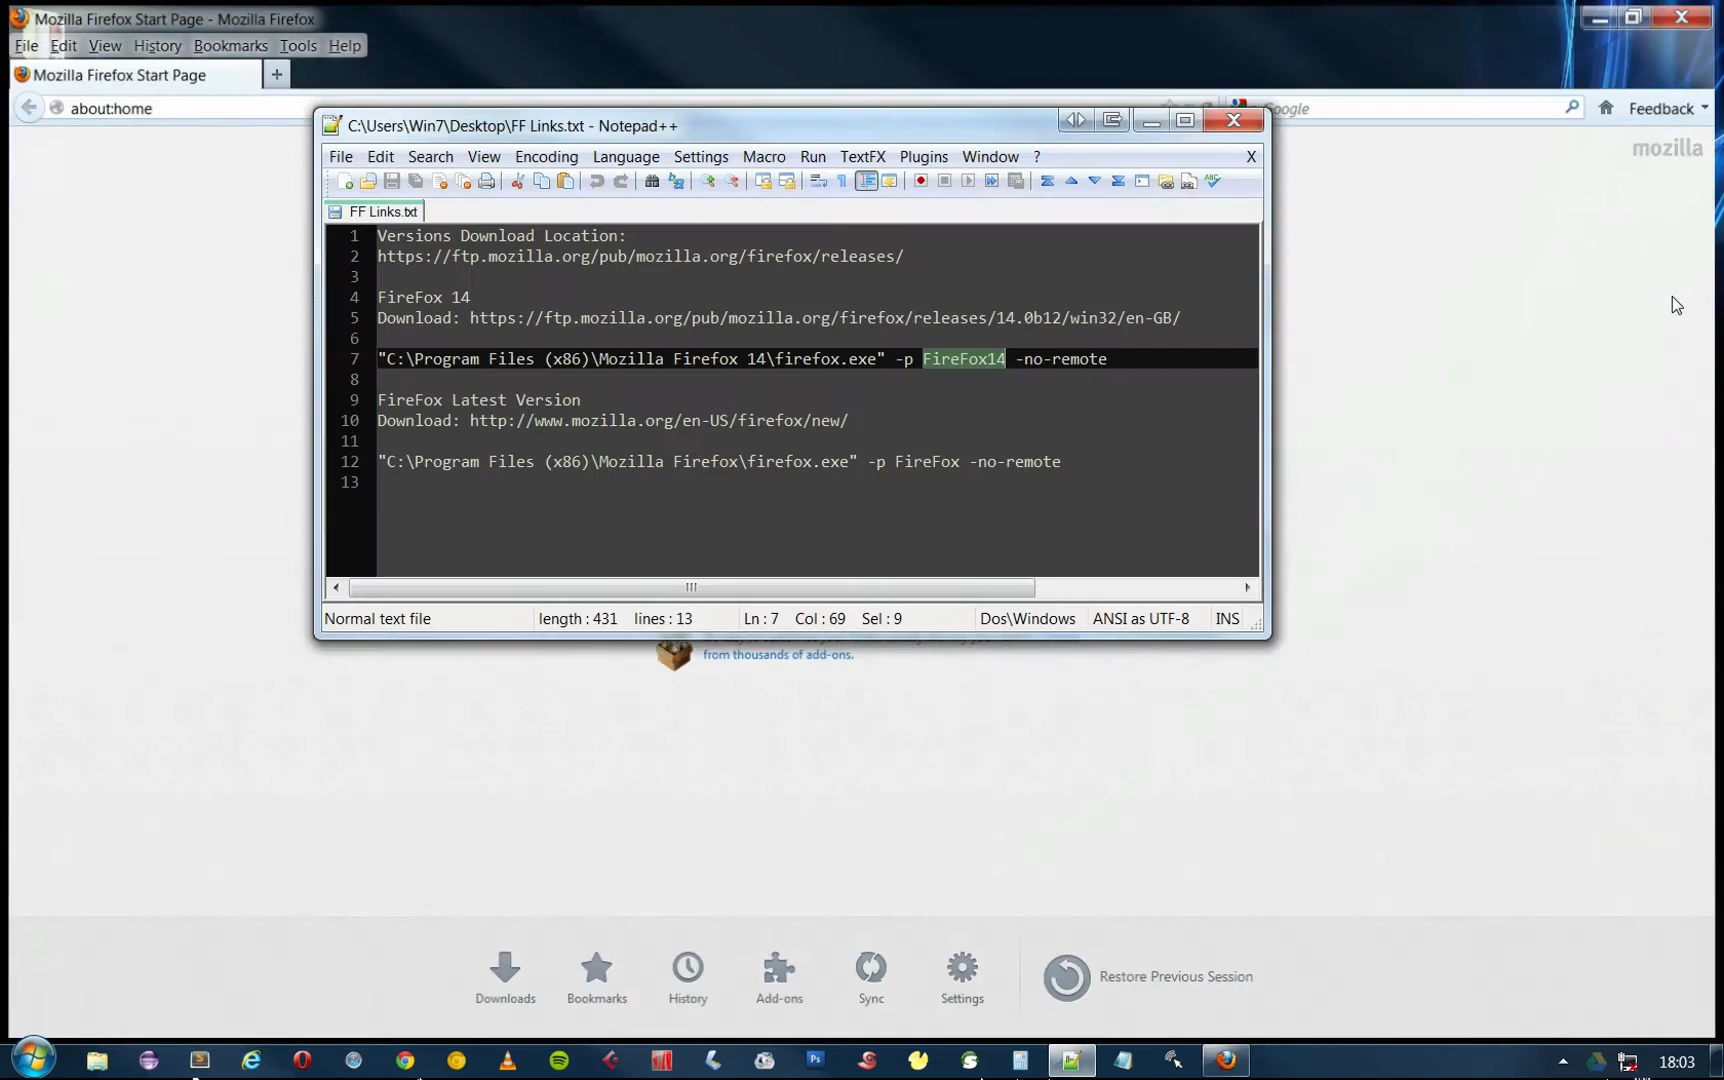 Mozilla Firefox Start Page - Mozilla Firefox
File Edit View History Bookmarks Tools Help
Mozilla Firefox Start Page +
about:home
Google
Feedback
mozilla
C:\Users\Win7\Desktop\FF Links.txt - Notepad++
File Edit Search View Encoding Language Settings Macro Run TextFX Plugins Window ? X
FF Links.txt
1 Versions Download Location:
2 https://ftp.mozilla.org/pub/mozilla.org/firefox/releases/
3
4 FireFox 14
5 Download: https://ftp.mozilla.org/pub/mozilla.org/firefox/releases/14.0b12/win32/en-GB/
6
7 "C:\Program Files (x86)\Mozilla Firefox 14\firefox.exe" -p FireFox14 -no-remote
8
9 FireFox Latest Version
10 Download: http://www.mozilla.org/en-US/firefox/new/
11
12 "C:\Program Files (x86)\Mozilla Firefox\firefox.exe" -p FireFox -no-remote
13
Normal text file length : 431 lines : 13 Ln : 7 Col : 69 Sel : 9 Dos\Windows ANSI as UTF-8 INS
from thousands of add-ons.
Downloads Bookmarks History Add-ons Sync Settings Restore Previous Session
18:03